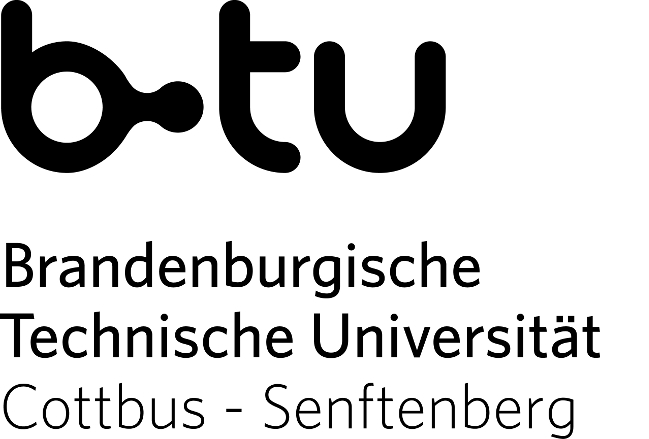 b-tu
Brandenburgische
Technische Universität
Cottbus - Senftenberg